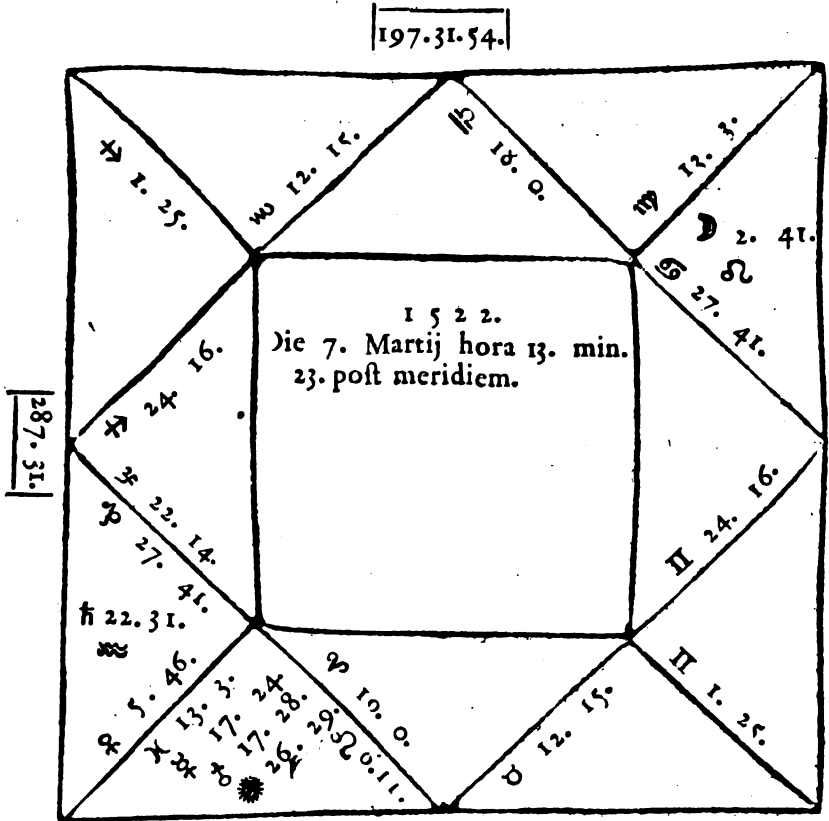 197.31.54.
♐ 1. 25.
♏ 12. 15.
♎ 18. 0.
♍ 13. 3.
☽ 2. 41.
♌
♋ 27. 41.
1522.
Die 7. Martij hora 13. min.
23. poſt meridiem.
287. 31.
♐ 24. 16.
22. 14.
♑ 27. 41.
♄ 22. 31.
♒
♀ 5. 46.
♓ 13. 3.
17. 24.
17. 28.
☉ 26. 29.
10. 0.
0. 11.
♉ 12. 15.
♊ 1. 25.
♊ 24. 16.